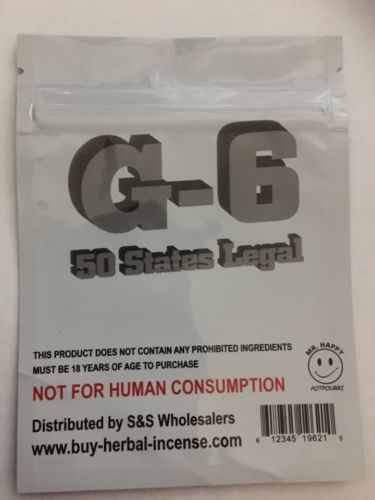 G-6
50 States Legal
THIS PRODUCT DOES NOT CONTAIN ANY PROHIBITED INGREDIENTS
MUST BE 18 YEARS OF AGE TO PURCHASE
NOT FOR HUMAN CONSUMPTION
Distributed by S&S Wholesalers
www.buy-herbal-incense.com
MR. HAPPY
POTPOURRI
6 12345 19621 0